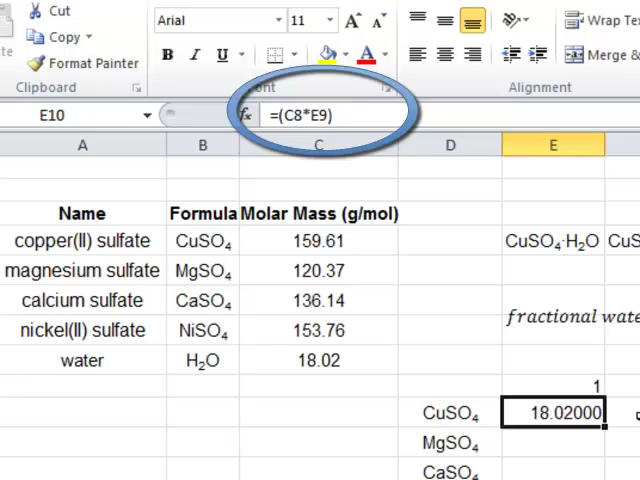 Cut
Arial 11 A A Wrap Te
Copy
B I U A Merge &
Format Painter
Clipboard ont Alignment
E10 fx =(C8*E9)
A B C D E
Name Formula Molar Mass (g/mol)
copper(II) sulfate CuSO₄ 159.61 CuSO₄·H₂O CuS
magnesium sulfate MgSO₄ 120.37
calcium sulfate CaSO₄ 136.14
fractional wate
nickel(II) sulfate NiSO₄ 153.76
water H₂O 18.02
1
CuSO₄ 18.02000
MgSO₄
CaSO₄